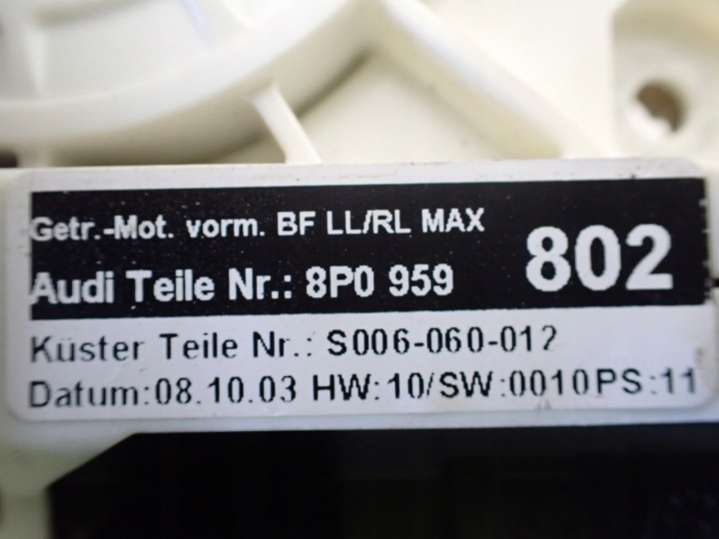 Getr.-Mot. vorm. BF LL/RL MAX
Audi Teile Nr.: 8P0 959 802
Küster Teile Nr.: S006-060-012
Datum:08.10.03 HW:10/SW:0010PS:11